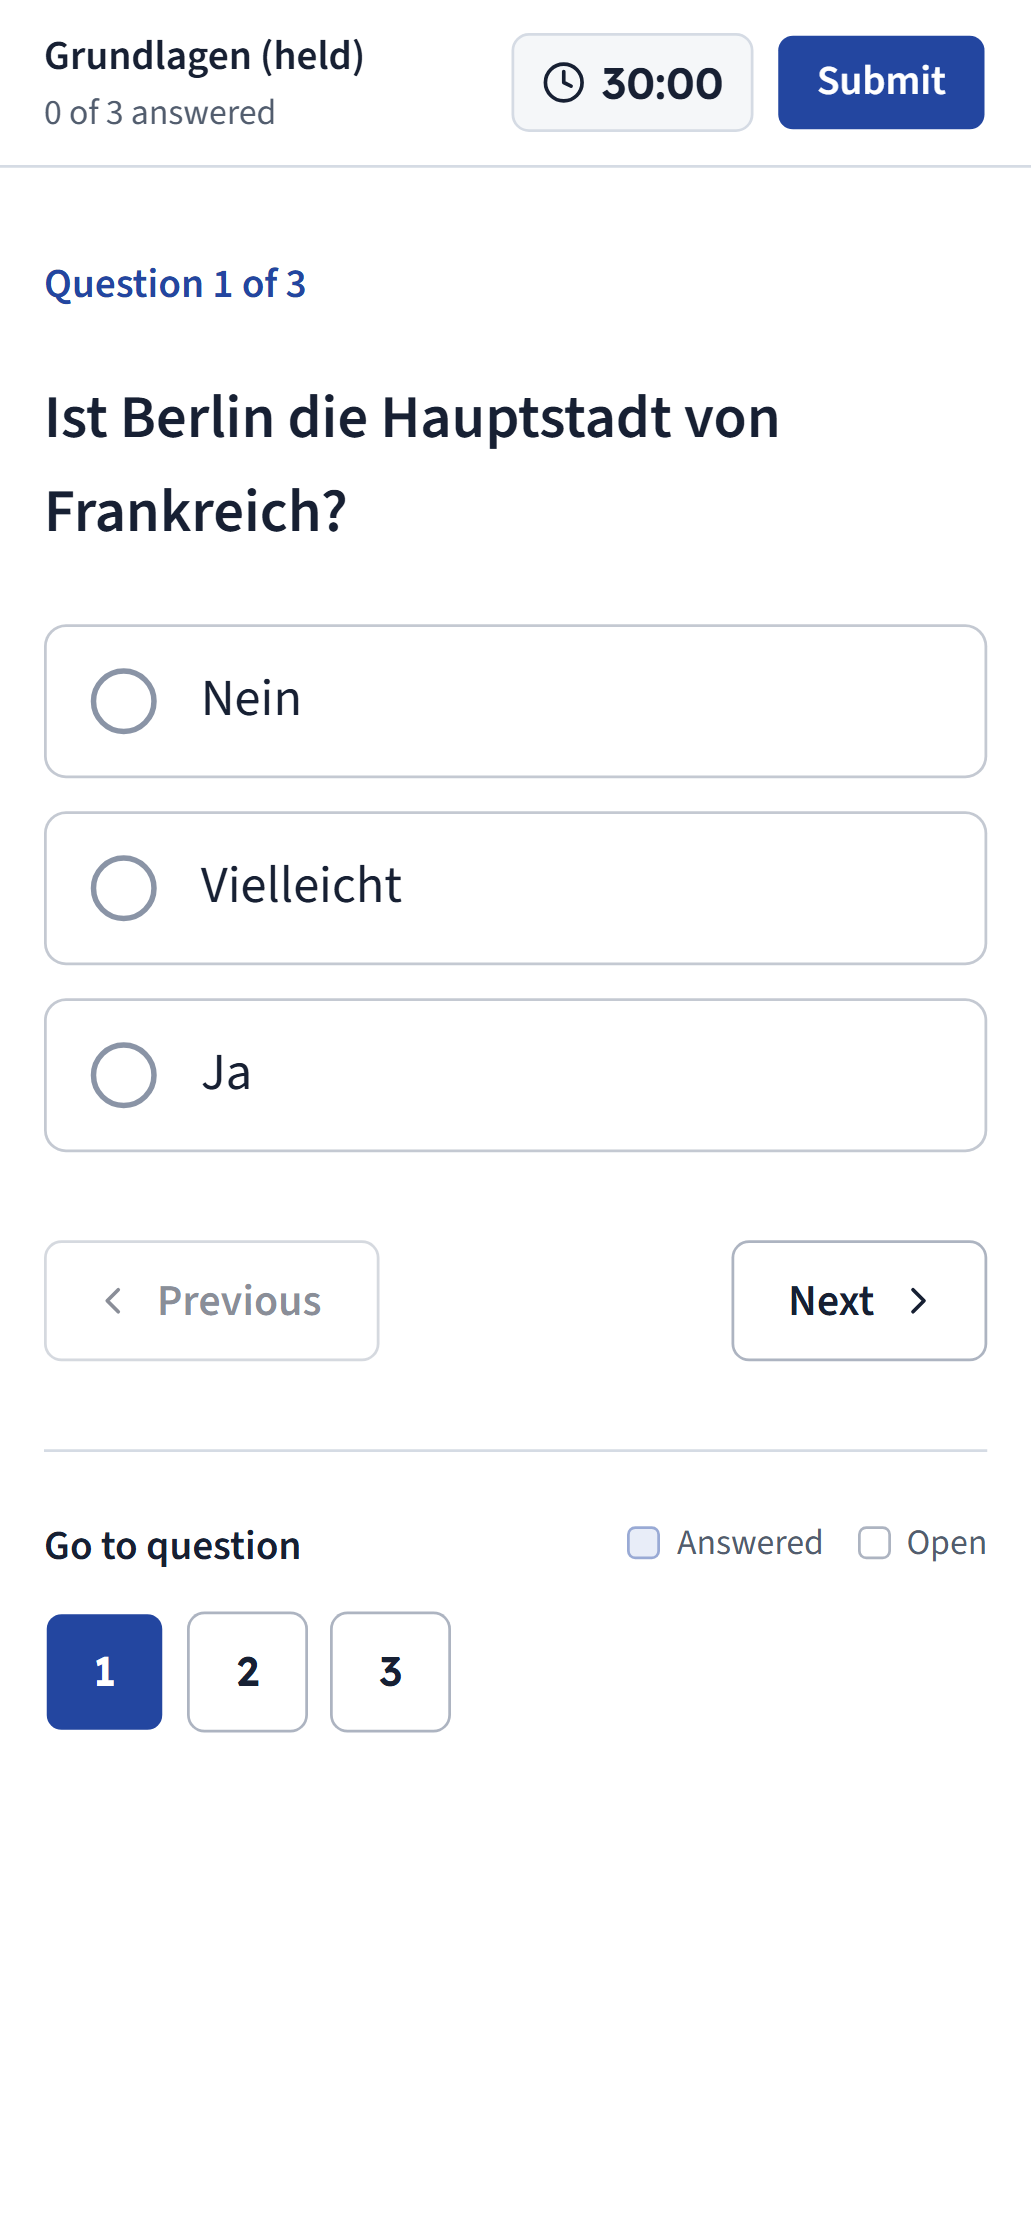 Grundlagen (held)
0 of 3 answered
30:00
Submit
Question 1 of 3
Ist Berlin die Hauptstadt von
Frankreich?
Nein
Vielleicht
Ja
Previous
Next
Go to question
Answered
Open
1
2
3